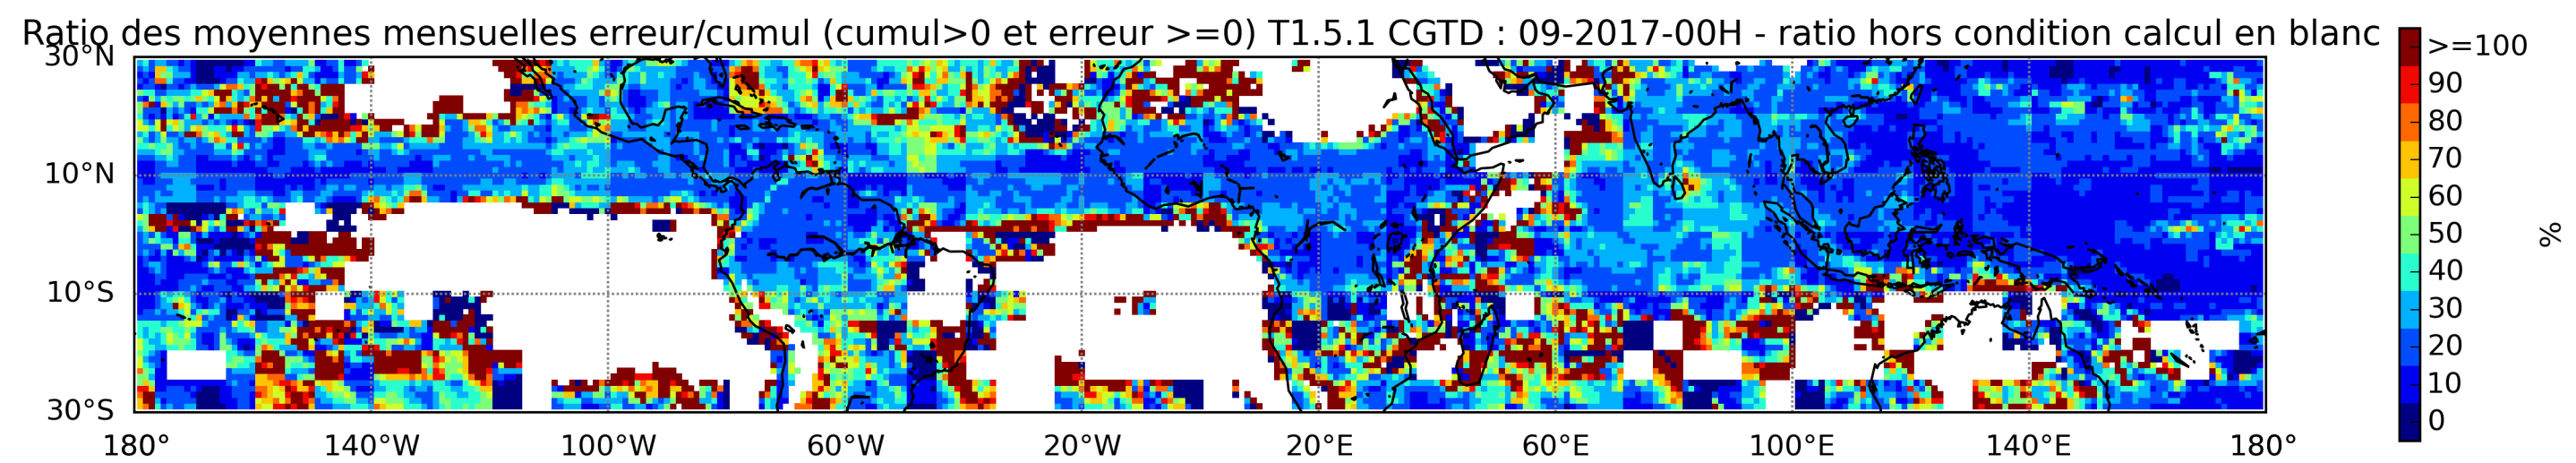 Ratio des moyennes mensuelles erreur/cumul (cumul>0 et erreur >=0) T1.5.1 CGTD : 09-2017-00H - ratio hors condition calcul en blanc
30°N
10°N
10°S
30°S
180° 140°W 100°W 60°W 20°W 20°E 60°E 100°E 140°E 180°
>=100
90
80
70
60
50
40
30
20
10
0
%